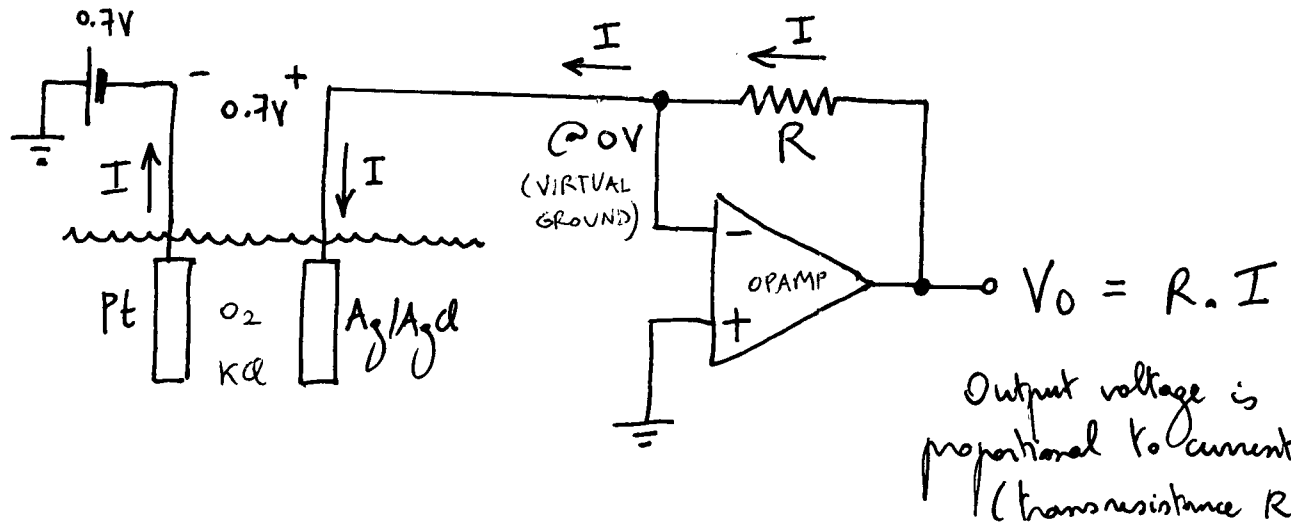 0.7V
I
I
-
0.7V
+
@0V
R
(VIRTUAL
GROUND)
I
I
-
OPAMP
+
Pt
O2
KCl
Ag/AgCl
V0 = R. I
Output voltage is
proportional to current
(transresistance R